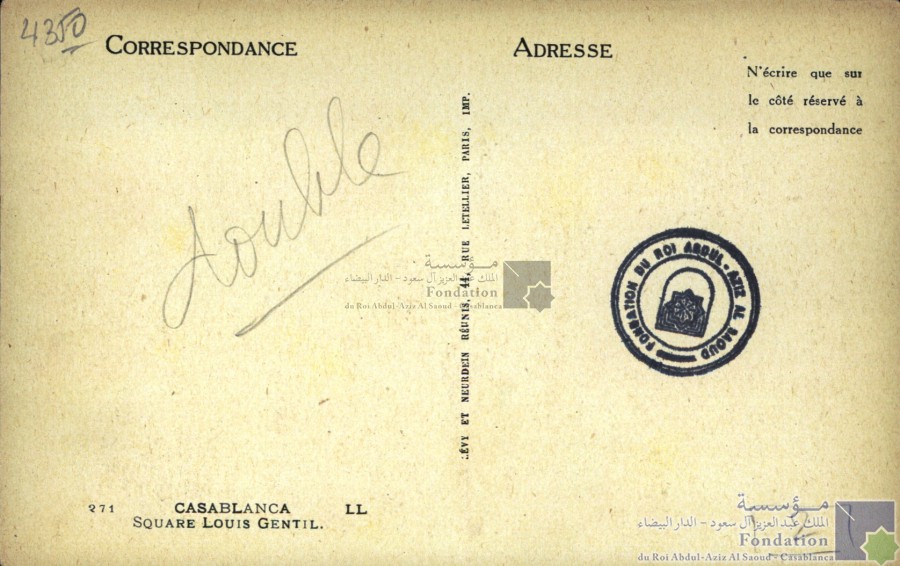 4350
CORRESPONDANCE
ADRESSE
N'écrire que sur
le côté réservé à
la correspondance
double
LÉVY ET NEURDEIN RÉUNIS, 44, RUE LETELLIER, PARIS, IMP.
مؤسسة
الملك عبد العزيز آل سعود - الدار البيضاء
Fondation
du Roi Abdul-Aziz Al Saoud - Casablanca
FONDATION DU ROI ABDUL-AZIZ AL SAOUD
271 CASABLANCA LL
SQUARE LOUIS GENTIL.
مؤسسة
الملك عبد العزيز آل سعود - الدار البيضاء
Fondation
du Roi Abdul-Aziz Al Saoud - Casablanca